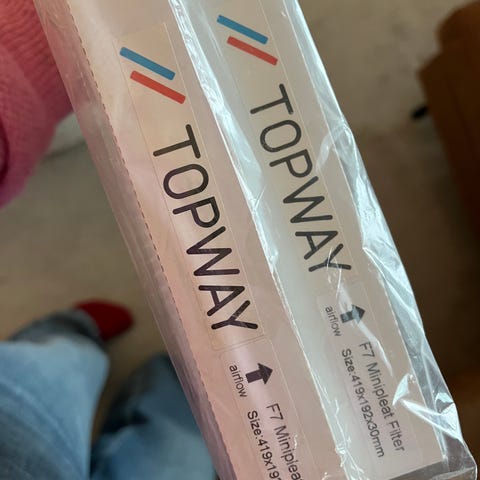 TOPWAY
airflow
F7 Minipleat Filter
Size:419x192x30mm
TOPWAY
airflow
F7 Minipleat
Size:419x19